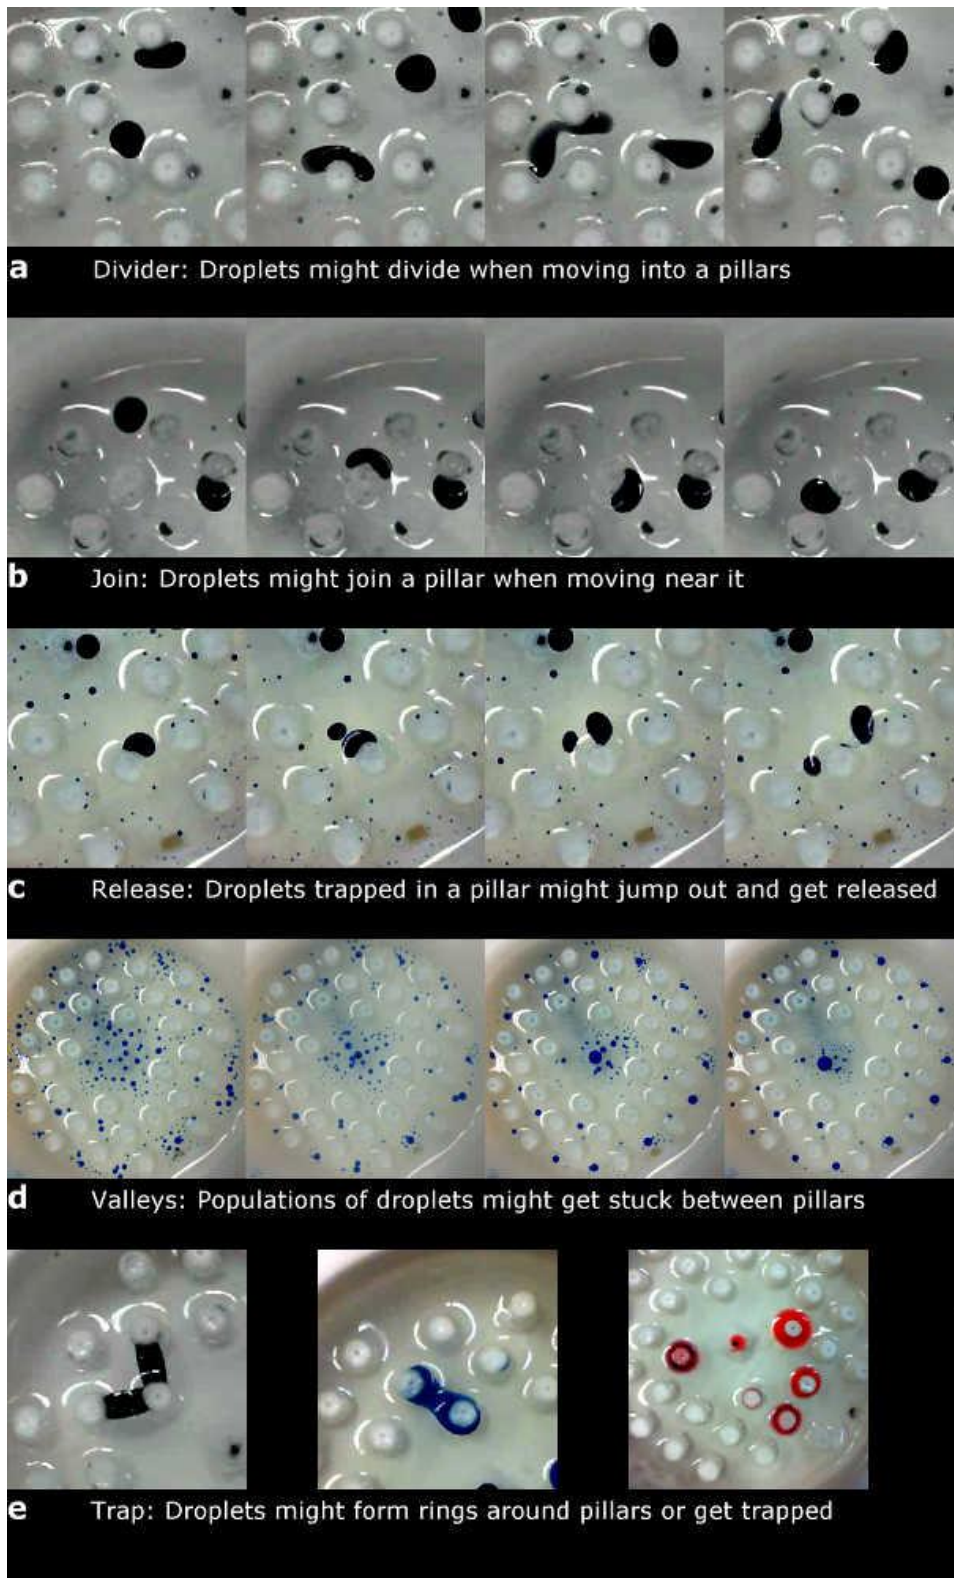 a Divider: Droplets might divide when moving into a pillars
b Join: Droplets might join a pillar when moving near it
c Release: Droplets trapped in a pillar might jump out and get released
d Valleys: Populations of droplets might get stuck between pillars
e Trap: Droplets might form rings around pillars or get trapped